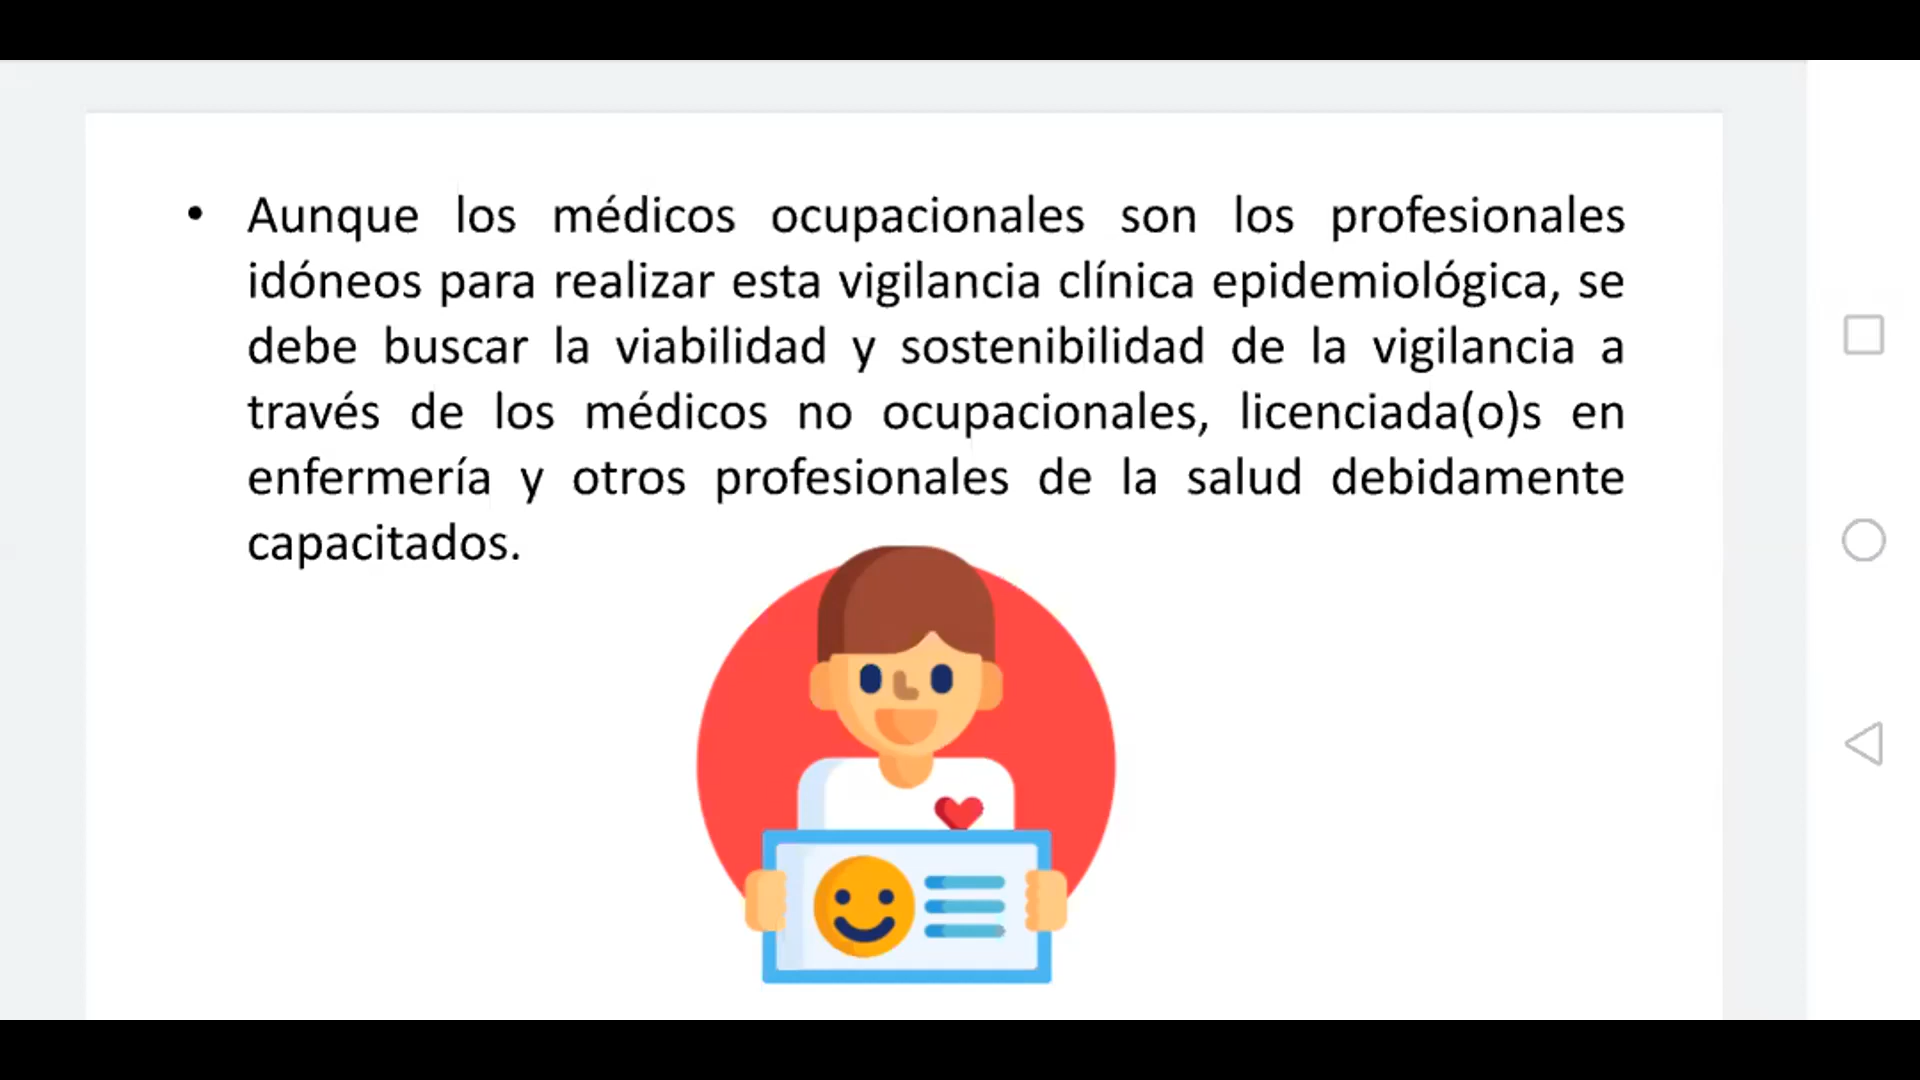 • Aunque los médicos ocupacionales son los profesionales
idóneos para realizar esta vigilancia clínica epidemiológica, se
debe buscar la viabilidad y sostenibilidad de la vigilancia a
través de los médicos no ocupacionales, licenciada(o)s en
enfermería y otros profesionales de la salud debidamente
capacitados.